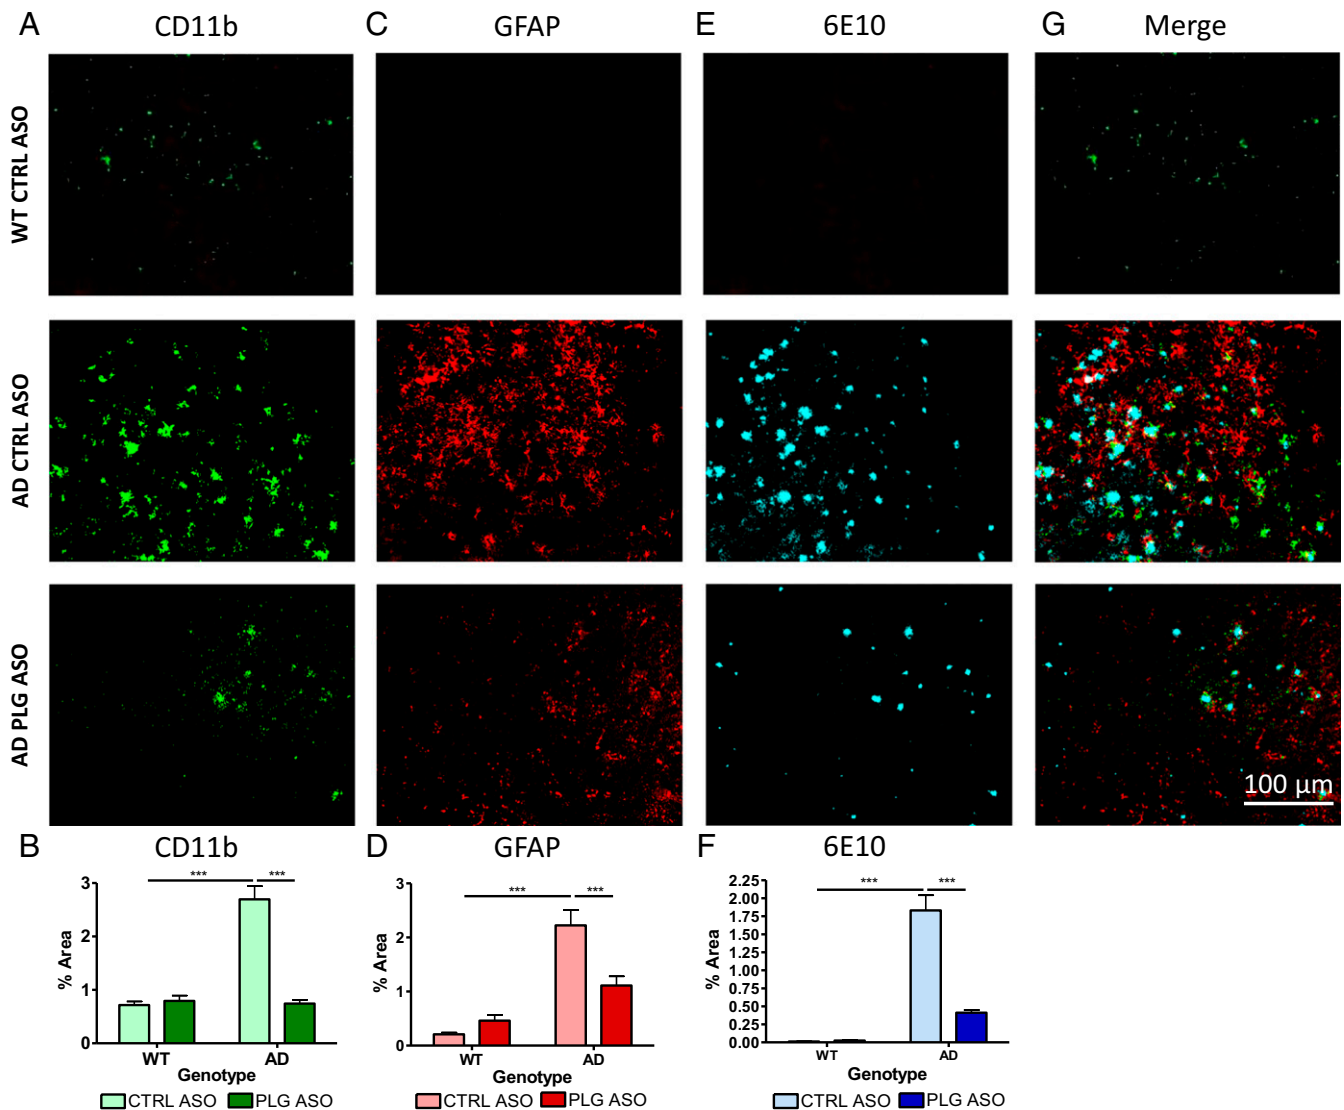 A CD11b C GFAP E 6E10 G Merge
WT CTRL ASO
AD CTRL ASO
AD PLG ASO
100 μm
B CD11b
*** ***
3
2
1
0
% Area
WT AD
Genotype
CTRL ASO PLG ASO
D GFAP
*** ***
3
2
1
0
% Area
WT AD
Genotype
CTRL ASO PLG ASO
F 6E10
*** ***
2.25
2.00
1.75
1.50
1.25
1.00
0.75
0.50
0.25
0.00
% Area
WT AD
Genotype
CTRL ASO PLG ASO